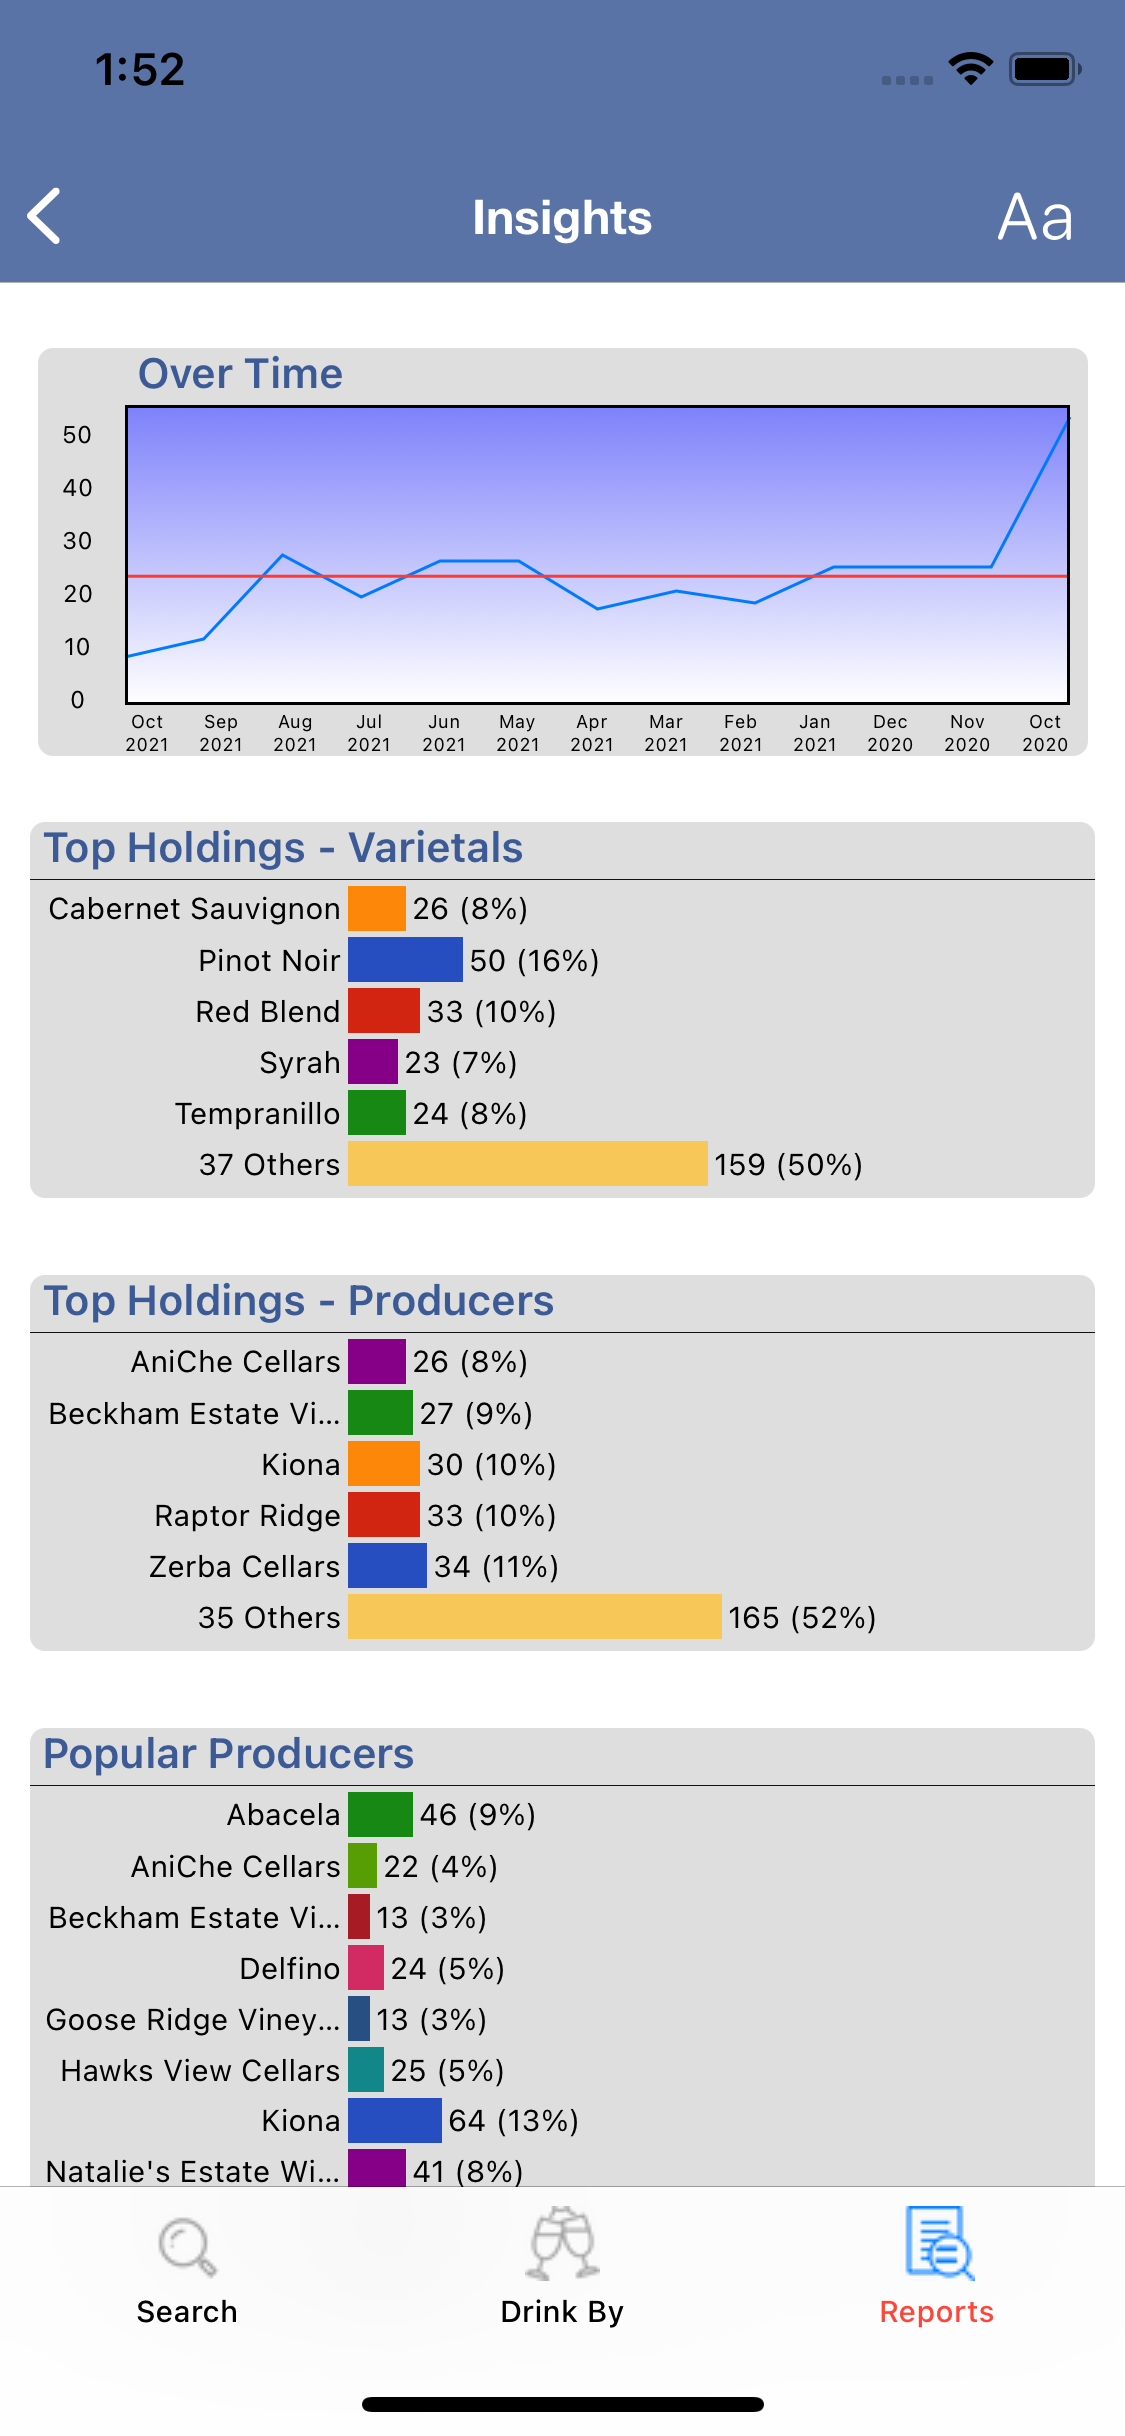 1:52
Insights
Aa
Over Time
50
40
30
20
10
0
Oct Sep Aug Jul Jun May Apr Mar Feb Jan Dec Nov Oct
2021 2021 2021 2021 2021 2021 2021 2021 2021 2021 2020 2020 2020
Top Holdings - Varietals
Cabernet Sauvignon 26 (8%)
Pinot Noir 50 (16%)
Red Blend 33 (10%)
Syrah 23 (7%)
Tempranillo 24 (8%)
37 Others 159 (50%)
Top Holdings - Producers
AniChe Cellars 26 (8%)
Beckham Estate Vi... 27 (9%)
Kiona 30 (10%)
Raptor Ridge 33 (10%)
Zerba Cellars 34 (11%)
35 Others 165 (52%)
Popular Producers
Abacela 46 (9%)
AniChe Cellars 22 (4%)
Beckham Estate Vi... 13 (3%)
Delfino 24 (5%)
Goose Ridge Viney... 13 (3%)
Hawks View Cellars 25 (5%)
Kiona 64 (13%)
Natalie's Estate Wi... 41 (8%)
Search Drink By Reports